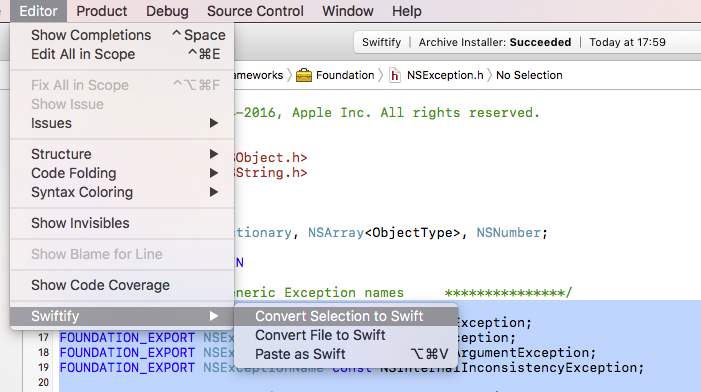 Editor Product Debug Source Control Window Help
Show Completions ^ Space
Edit All in Scope ^⌘E
Swiftify | Archive Installer: Succeeded | Today at 17:59
Fix All in Scope ^⌥⌘F
ameworks 〉 Foundation 〉 h NSException.h 〉 No Selection
Show Issue
Issues ▶
-2016, Apple Inc. All rights reserved.
Structure ▶
Object.h>
Code Folding ▶
String.h>
Syntax Coloring ▶
Show Invisibles
tionary, NSArray<ObjectType>, NSNumber;
Show Blame for Line
N
Show Code Coverage
neric Exception names ***************/
Swiftify ▶
Convert Selection to Swift
xception;
17 FOUNDATION_EXPORT NSEx
Convert File to Swift
ception;
18 FOUNDATION_EXPORT NSEx
Paste as Swift ⌥⌘V
ArgumentException;
19 FOUNDATION_EXPORT NSExceptionName const NSInternalInconsistencyException;
20